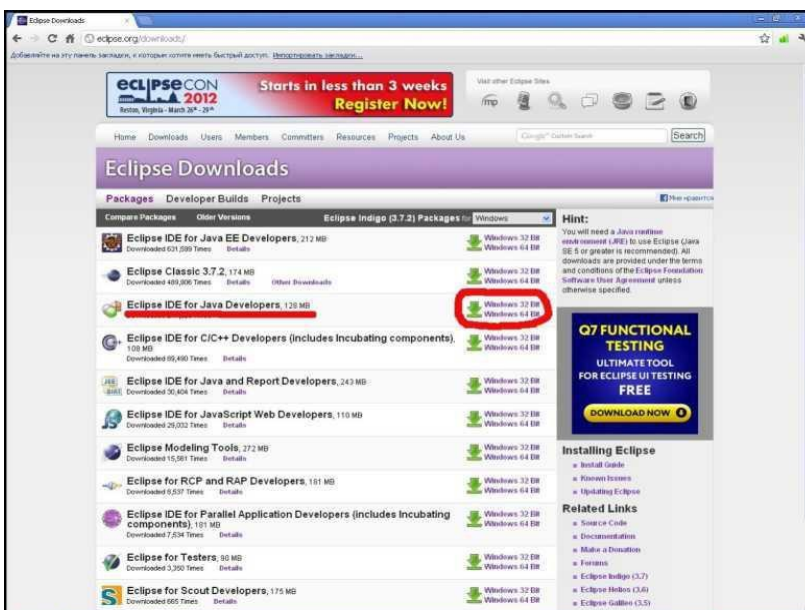 Eclipse Downloads
eclipse.org/downloads/
Добавляйте на эту панель закладки, к которым хотите иметь быстрый доступ. Импортировать закладки...
eclipsecon 2012
Reston, Virginia - March 26th - 29th
Starts in less than 3 weeks
Register Now!
Visit other Eclipse Sites
Home Downloads Users Members Committers Resources Projects About Us
Google™ Custom Search Search
Eclipse Downloads
Packages Developer Builds Projects
Мне нравится
Compare Packages Older Versions Eclipse Indigo (3.7.2) Packages for Windows
Eclipse IDE for Java EE Developers, 212 MB
Downloaded 631,599 Times Details
Windows 32 Bit
Windows 64 Bit
Eclipse Classic 3.7.2, 174 MB
Downloaded 489,806 Times Details Other Downloads
Windows 32 Bit
Windows 64 Bit
Eclipse IDE for Java Developers, 128 MB
Windows 32 Bit
Windows 64 Bit
Eclipse IDE for C/C++ Developers (includes Incubating components),
108 MB
Downloaded 89,490 Times Details
Windows 32 Bit
Windows 64 Bit
Eclipse IDE for Java and Report Developers, 243 MB
Downloaded 30,404 Times Details
Windows 32 Bit
Windows 64 Bit
Eclipse IDE for JavaScript Web Developers, 110 MB
Downloaded 29,032 Times Details
Windows 32 Bit
Windows 64 Bit
Eclipse Modeling Tools, 272 MB
Downloaded 15,581 Times Details
Windows 32 Bit
Windows 64 Bit
Eclipse for RCP and RAP Developers, 181 MB
Downloaded 8,537 Times Details
Windows 32 Bit
Windows 64 Bit
Eclipse IDE for Parallel Application Developers (includes Incubating
components), 181 MB
Downloaded 7,534 Times Details
Windows 32 Bit
Windows 64 Bit
Eclipse for Testers, 90 MB
Downloaded 3,350 Times Details
Windows 32 Bit
Windows 64 Bit
Eclipse for Scout Developers, 175 MB
Downloaded 665 Times Details
Windows 32 Bit
Windows 64 Bit
Hint:
You will need a Java runtime
environment (JRE) to use Eclipse (Java
SE 5 or greater is recommended). All
downloads are provided under the terms
and conditions of the Eclipse Foundation
Software User Agreement unless
otherwise specified.
Q7 FUNCTIONAL
TESTING
ULTIMATE TOOL
FOR ECLIPSE UI TESTING
FREE
DOWNLOAD NOW
Installing Eclipse
Install Guide
Known Issues
Updating Eclipse
Related Links
Source Code
Documentation
Make a Donation
Forums
Eclipse Indigo (3.7)
Eclipse Helios (3.6)
Eclipse Galileo (3.5)